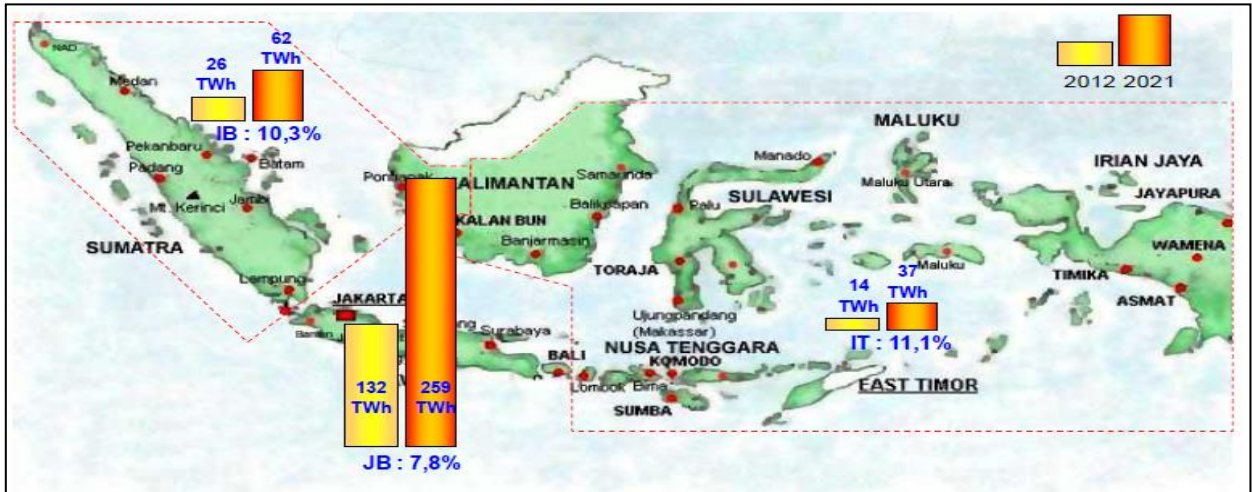 NAD
Medan
26
TWh
62
TWh
IB : 10,3%
2012 2021
Pekanbaru
Padang
Batam
Mt. Kerinci
Jambi
SUMATRA
Lampung
KALIMANTAN
Samarinda
Balikpapan
KALAN BUN
Banjarmasin
Manado
SULAWESI
Palu
TORAJA
Ujungpandang
(Makassar)
MALUKU
Maluku Utara
Maluku
IRIAN JAYA
JAYAPURA
WAMENA
TIMIKA
ASMAT
14
TWh
37
TWh
IT : 11,1%
JAKARTA
Surabaya
BALI
Lombok
NUSA TENGGARA
KOMODO
Bima
SUMBA
EAST TIMOR
132
TWh
259
TWh
JB : 7,8%